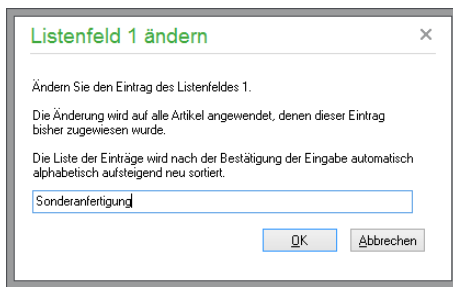 Listenfeld 1 ändern
Ändern Sie den Eintrag des Listenfeldes 1.
Die Änderung wird auf alle Artikel angewendet, denen dieser Eintrag
bisher zugewiesen wurde.
Die Liste der Einträge wird nach der Bestätigung der Eingabe automatisch
alphabetisch aufsteigend neu sortiert.
Sonderanfertigung
OK Abbrechen